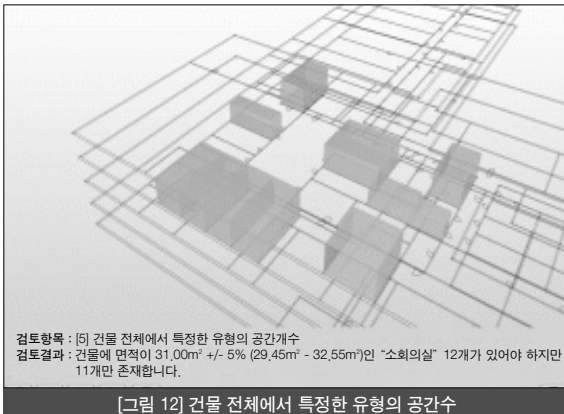 검토항목 : [5] 건물 전체에서 특정한 유형의 공간개수
검토결과 : 건물에 면적이 31.00m² +/- 5% (29.45m² - 32.55m²)인 “소회의실” 12개가 있어야 하지만
11개만 존재합니다.
[그림 12] 건물 전체에서 특정한 유형의 공간수